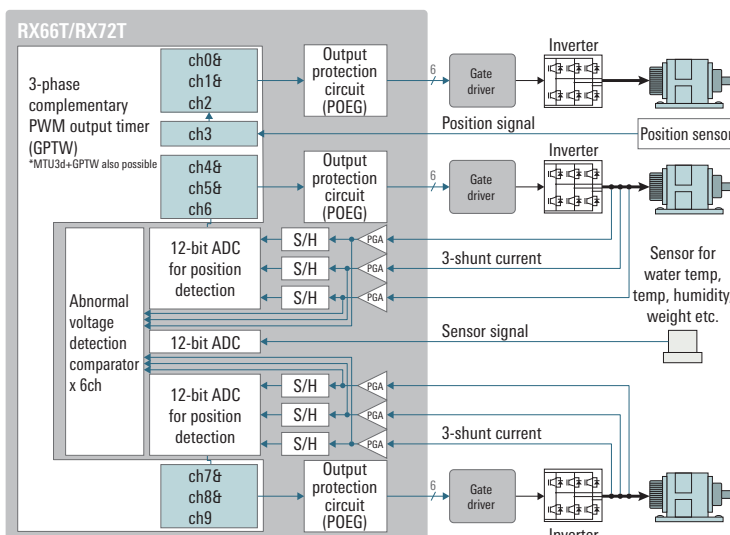 RX66T/RX72T
3-phase
complementary
PWM output timer
(GPTW)
*MTU3d+GPTW also possible
ch0&
ch1&
ch2
ch3
Output
protection
circuit
(POEG)
6
Gate
driver
Inverter
Position signal
Position sensor
ch4&
ch5&
ch6
Output
protection
circuit
(POEG)
6
Gate
driver
Inverter
12-bit ADC
for position
detection
S/H
PGA
S/H
PGA
S/H
PGA
3-shunt current
Sensor for
water temp,
temp, humidity,
weight etc.
Abnormal
voltage
detection
comparator
x 6ch
12-bit ADC
Sensor signal
12-bit ADC
for position
detection
S/H
PGA
S/H
PGA
S/H
PGA
3-shunt current
ch7&
ch8&
ch9
Output
protection
circuit
(POEG)
6
Gate
driver
Inverter